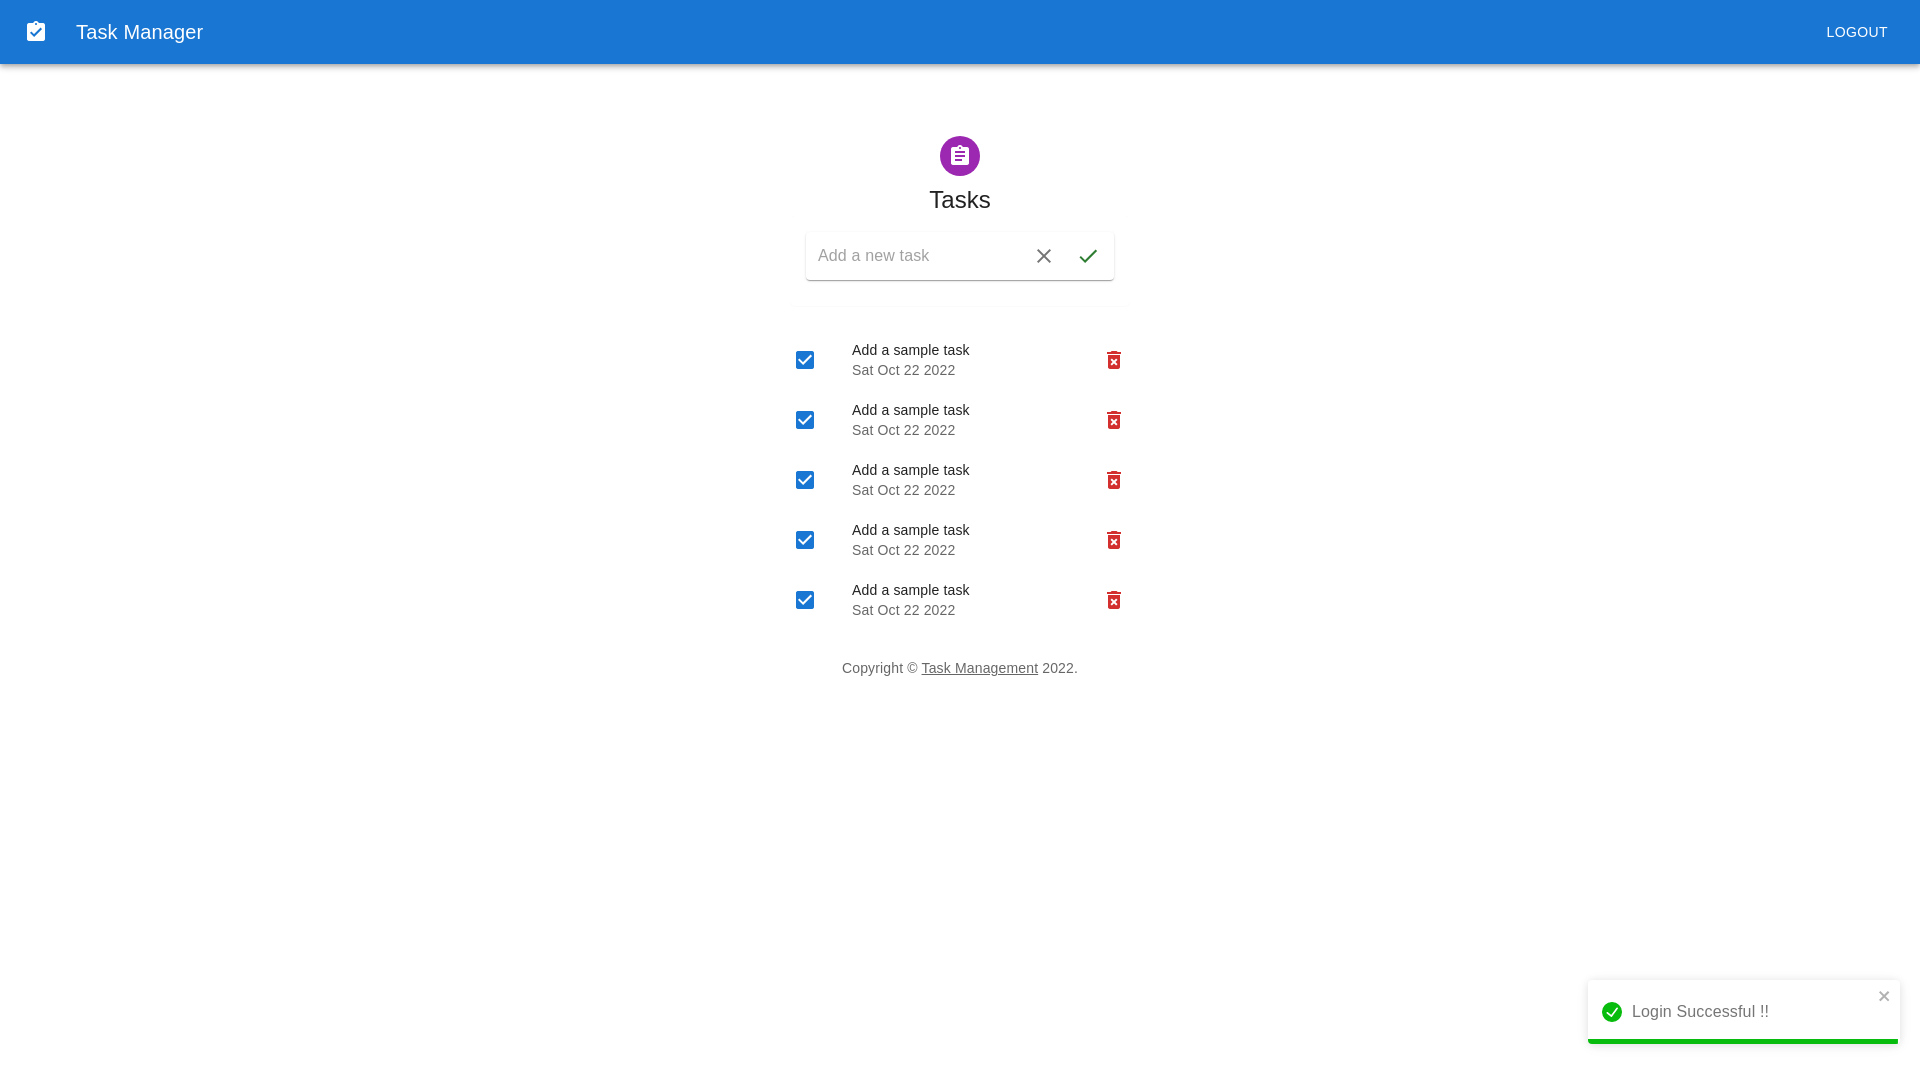 Task Manager
LOGOUT
Tasks
Add a new task
Add a sample task
Sat Oct 22 2022
Add a sample task
Sat Oct 22 2022
Add a sample task
Sat Oct 22 2022
Add a sample task
Sat Oct 22 2022
Add a sample task
Sat Oct 22 2022
Copyright © Task Management 2022.
Login Successful !!